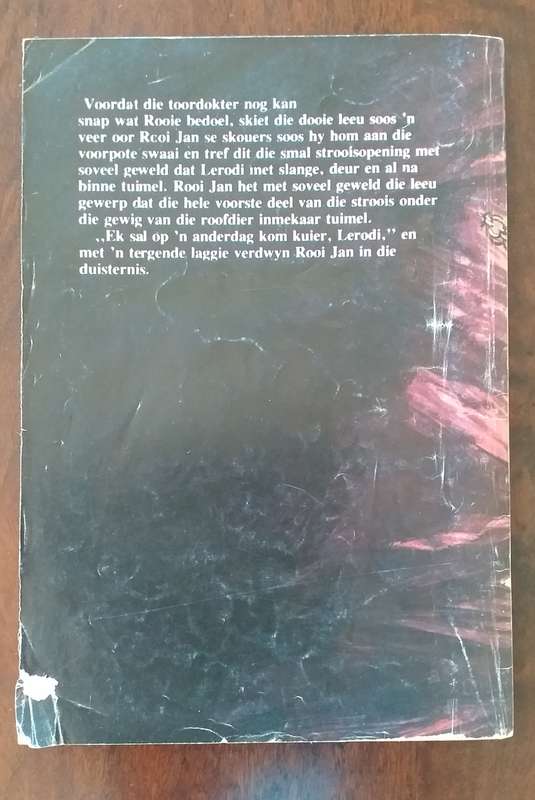 Voordat die toordokter nog kan
snap wat Rooie bedoel, skiet die dooie leeu soos 'n
veer oor Rooi Jan se skouers soos hy hom aan die
voorpote swaai en tref dit die smal strooisopening met
soveel geweld dat Lerodi met slange, deur en al na
binne tuimel. Rooi Jan het met soveel geweld die leeu
gewerp dat die hele voorste deel van die stroois onder
die gewig van die roofdier inmekaar tuimel.
,,Ek sal op 'n anderdag kom kuier, Lerodi,” en
met 'n tergende laggie verdwyn Rooi Jan in die
duisternis.